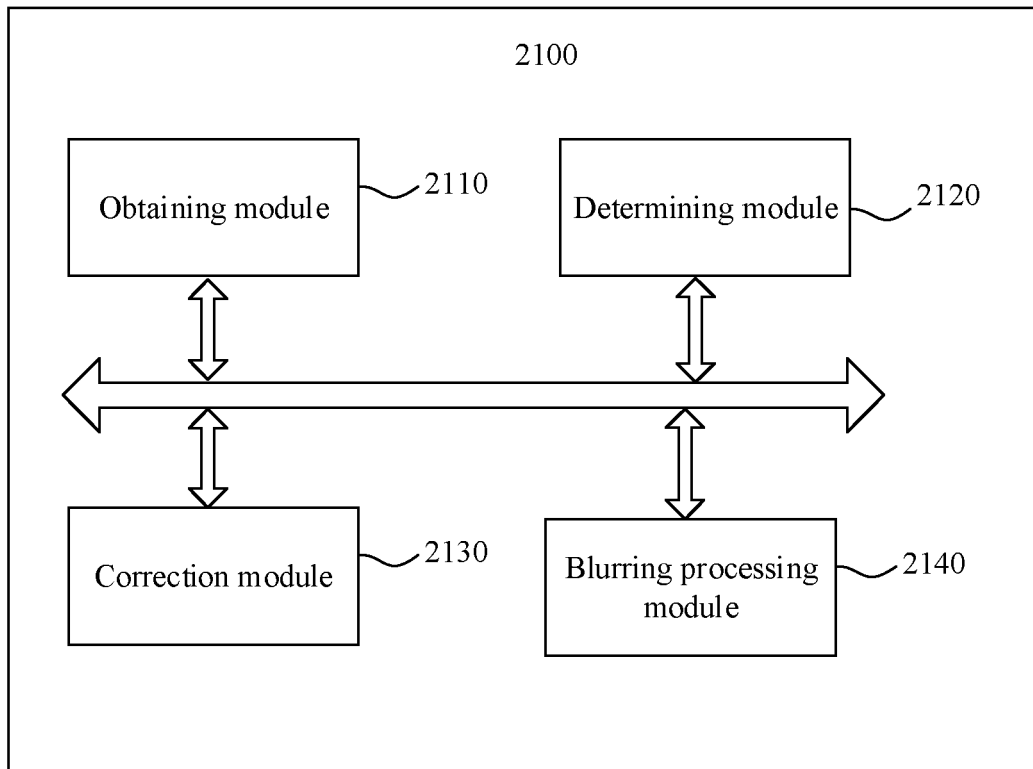 2100
Obtaining module
2110
Determining module
2120
Correction module
2130
Blurring processing
module
2140